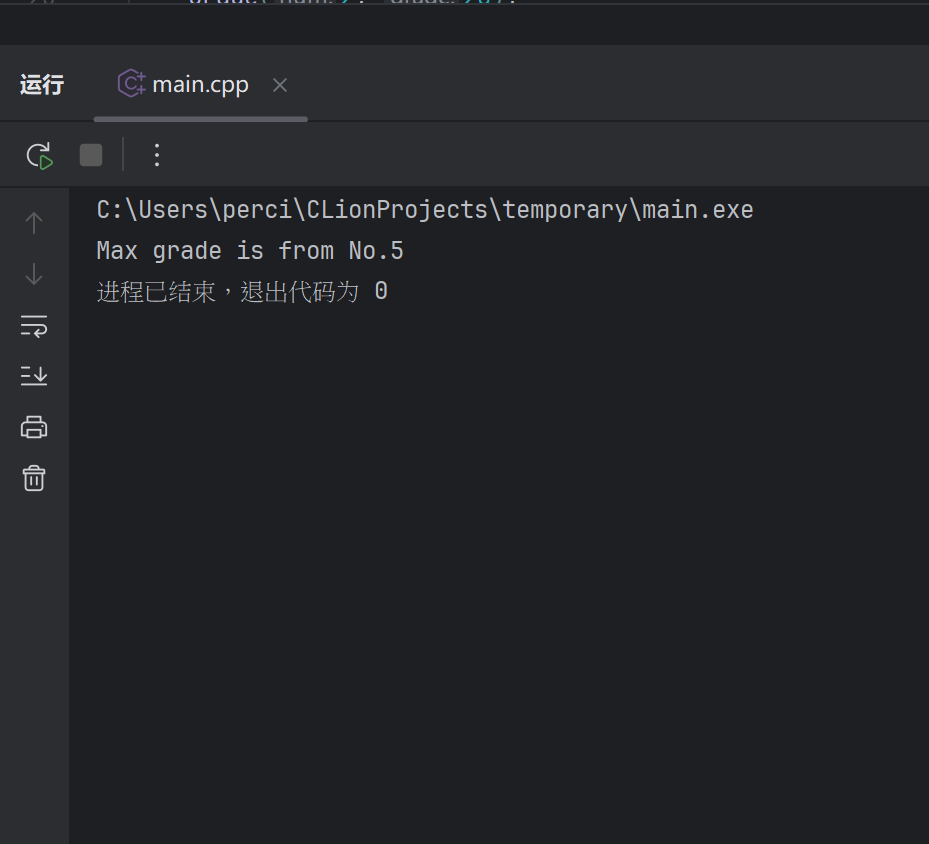 运行 main.cpp
C:\Users\perci\CLionProjects\temporary\main.exe
Max grade is from No.5
进程已结束，退出代码为 0